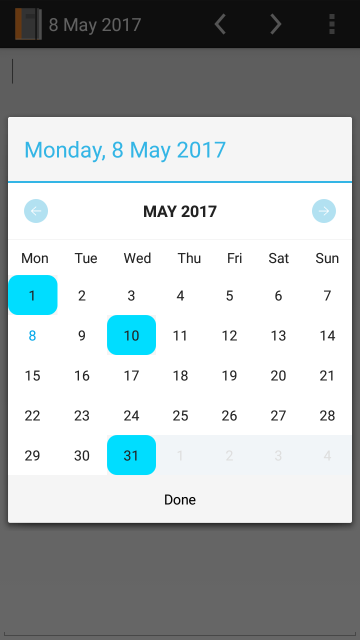 8 May 2017
Monday, 8 May 2017
MAY 2017
Mon Tue Wed Thu Fri Sat Sun
1 2 3 4 5 6 7
8 9 10 11 12 13 14
15 16 17 18 19 20 21
22 23 24 25 26 27 28
29 30 31 1 2 3 4
Done